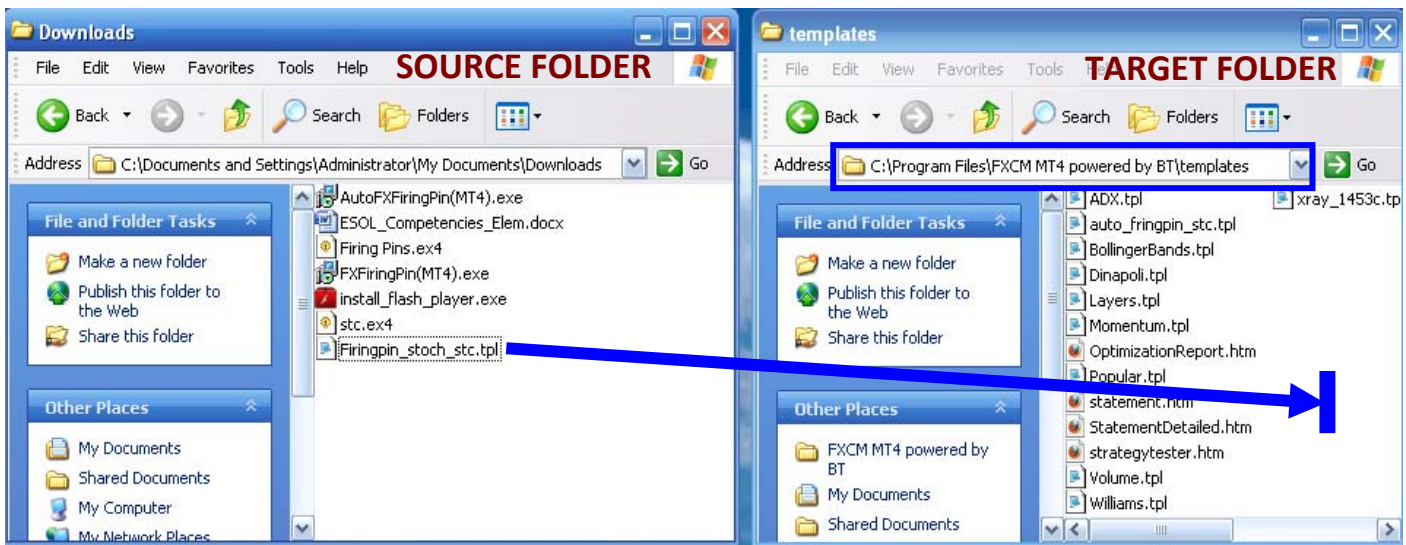 Downloads
File Edit View Favorites Tools Help
SOURCE FOLDER
Back
Search
Folders
Address C:\Documents and Settings\Administrator\My Documents\Downloads Go
File and Folder Tasks
Make a new folder
Publish this folder to
the Web
Share this folder
Other Places
My Documents
Shared Documents
My Computer
My Network Places
AutoFXFiringPin(MT4).exe
ESOL_Competencies_Elem.docx
Firing Pins.ex4
FXFiringPin(MT4).exe
install_flash_player.exe
stc.ex4
Firingpin_stoch_stc.tpl
templates
File Edit View Favorites Tools
TARGET FOLDER
Back
Search
Folders
Address C:\Program Files\FXCM MT4 powered by BT\templates Go
File and Folder Tasks
Make a new folder
Publish this folder to
the Web
Share this folder
Other Places
FXCM MT4 powered by
BT
My Documents
Shared Documents
ADX.tpl
auto_fringpin_stc.tpl
BollingerBands.tpl
Dinapoli.tpl
Layers.tpl
Momentum.tpl
OptimizationReport.htm
Popular.tpl
statement.htm
StatementDetailed.htm
strategytester.htm
Volume.tpl
Williams.tpl
xray_1453c.tp